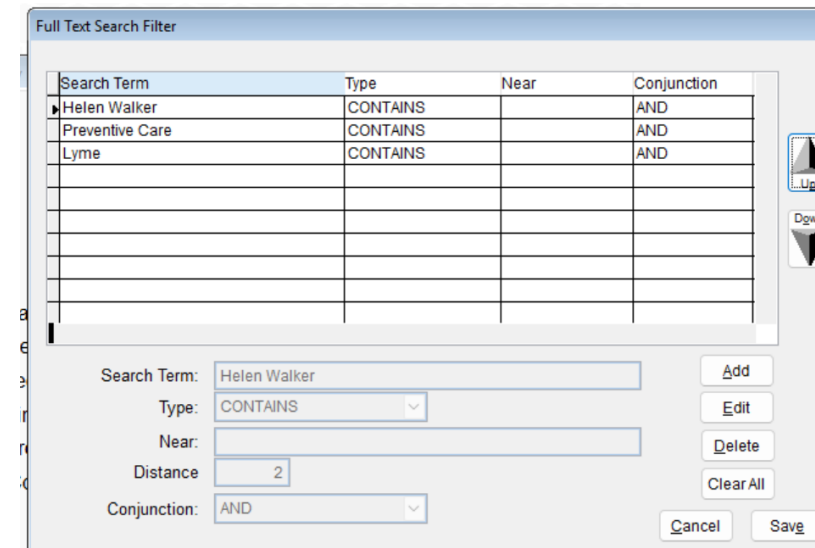 Full Text Search Filter
Search Term Type Near Conjunction
Helen Walker CONTAINS AND
Preventive Care CONTAINS AND
Lyme CONTAINS AND
Search Term: Helen Walker
Type: CONTAINS
Near:
Distance 2
Conjunction: AND
Add
Edit
Delete
Clear All
Cancel Save